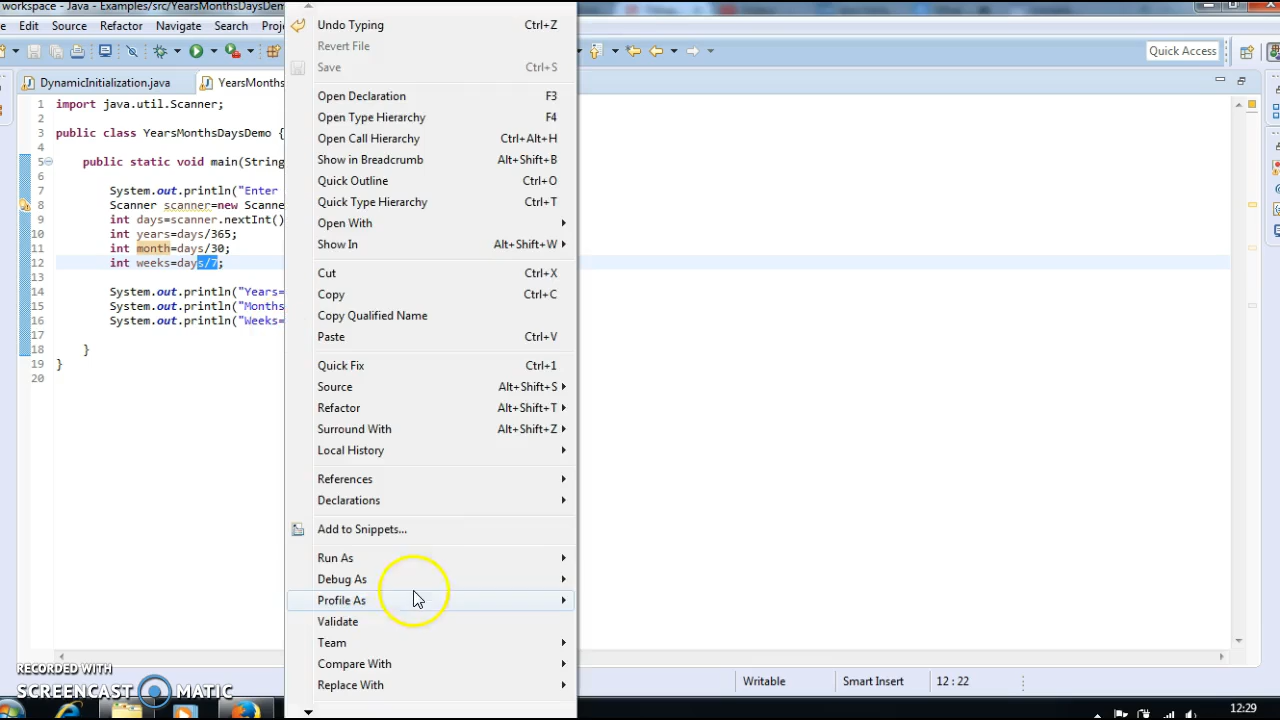 workspace - Java - Examples/src/YearsMonthsDaysDemo
Edit Source Refactor Navigate Search
Quick Access
DynamicInitialization.java
YearsMonthsDays
1 import java.util.Scanner;
2
3 public class YearsMonthsDaysDemo {
4
5 public static void main(String
6
7 System.out.println("Enter
8 Scanner scanner=new Scanne
9 int days=scanner.nextInt()
10 int years=days/365;
11 int month=days/30;
12 int weeks=days/7;
13
14 System.out.println("Years=
15 System.out.println("Months
16 System.out.println("Weeks=
17
18 }
19 }
20
Undo Typing Ctrl+Z
Revert File
Save Ctrl+S
Open Declaration F3
Open Type Hierarchy F4
Open Call Hierarchy Ctrl+Alt+H
Show in Breadcrumb Alt+Shift+B
Quick Outline Ctrl+O
Quick Type Hierarchy Ctrl+T
Open With
Show In Alt+Shift+W
Cut Ctrl+X
Copy Ctrl+C
Copy Qualified Name
Paste Ctrl+V
Quick Fix Ctrl+1
Source Alt+Shift+S
Refactor Alt+Shift+T
Surround With Alt+Shift+Z
Local History
References
Declarations
Add to Snippets...
Run As
Debug As
Profile As
Validate
Team
Compare With
Replace With
Writable Smart Insert 12 : 22
RECORDED WITH
SCREENCAST MATIC
12:29